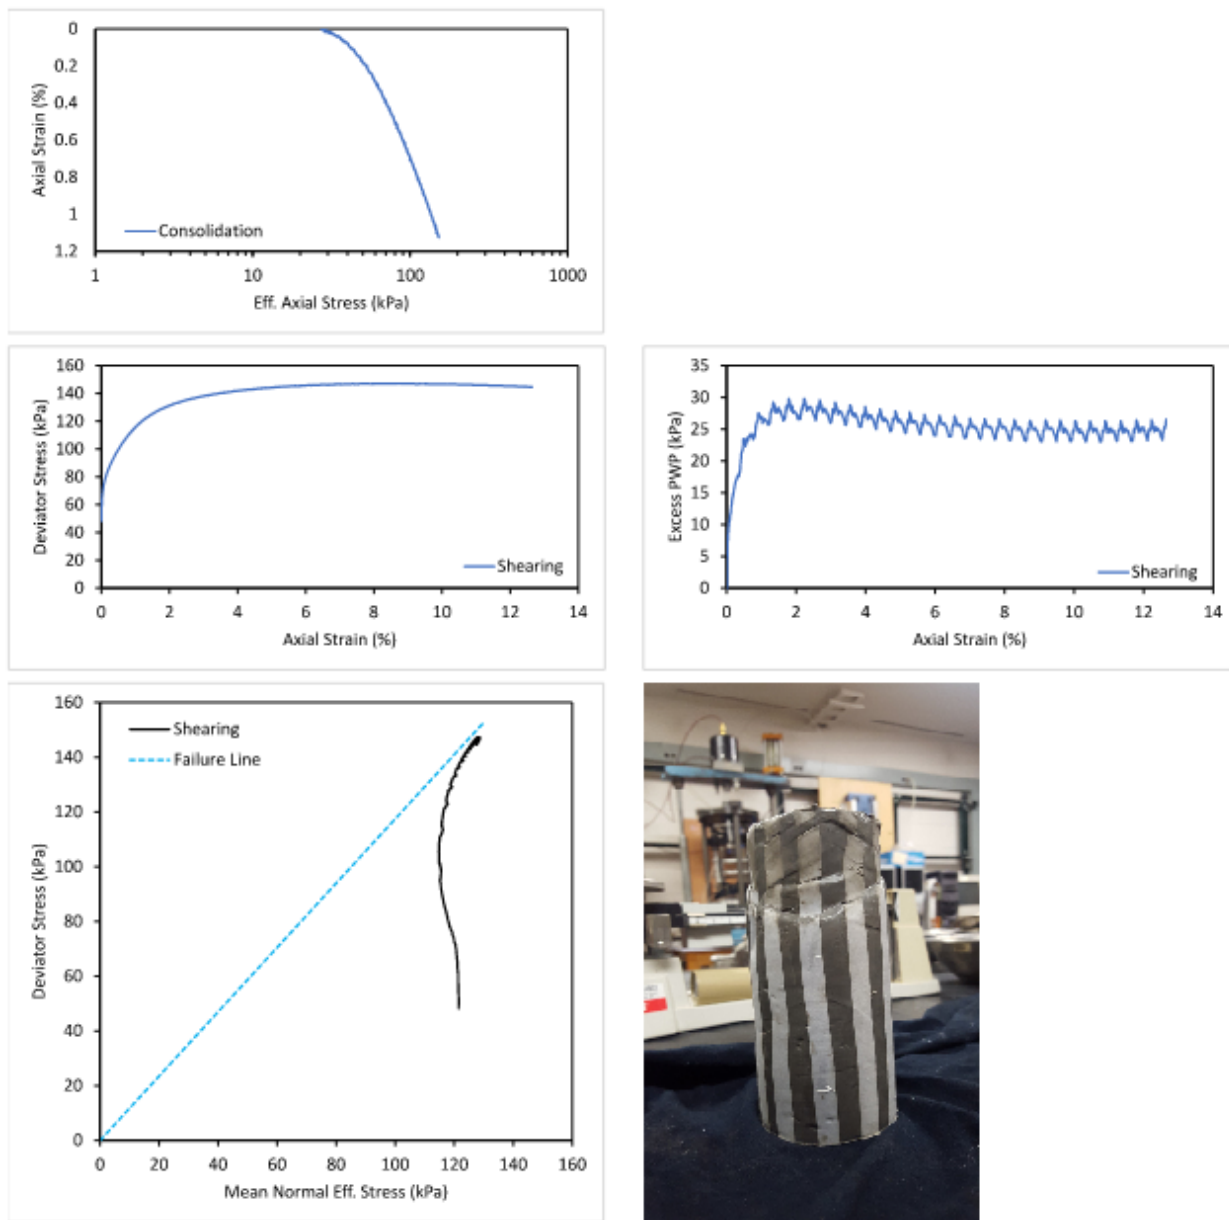 0
0.2
0.4
0.6
0.8
1
1.2
Axial Strain (%)
Consolidation
1 10 100 1000
Eff. Axial Stress (kPa)
160
140
120
100
80
60
40
20
0
Deviator Stress (kPa)
Shearing
0 2 4 6 8 10 12 14
Axial Strain (%)
35
30
25
20
15
10
5
0
Excess PWP (kPa)
Shearing
0 2 4 6 8 10 12 14
Axial Strain (%)
160
140
120
100
80
60
40
20
0
Deviator Stress (kPa)
Shearing
Failure Line
0 20 40 60 80 100 120 140 160
Mean Normal Eff. Stress (kPa)